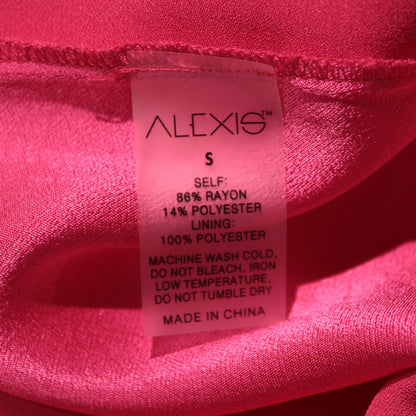 ALEXIS™
S
SELF:
86% RAYON
14% POLYESTER
LINING:
100% POLYESTER
MACHINE WASH COLD,
DO NOT BLEACH, IRON
LOW TEMPERATURE,
DO NOT TUMBLE DRY
MADE IN CHINA